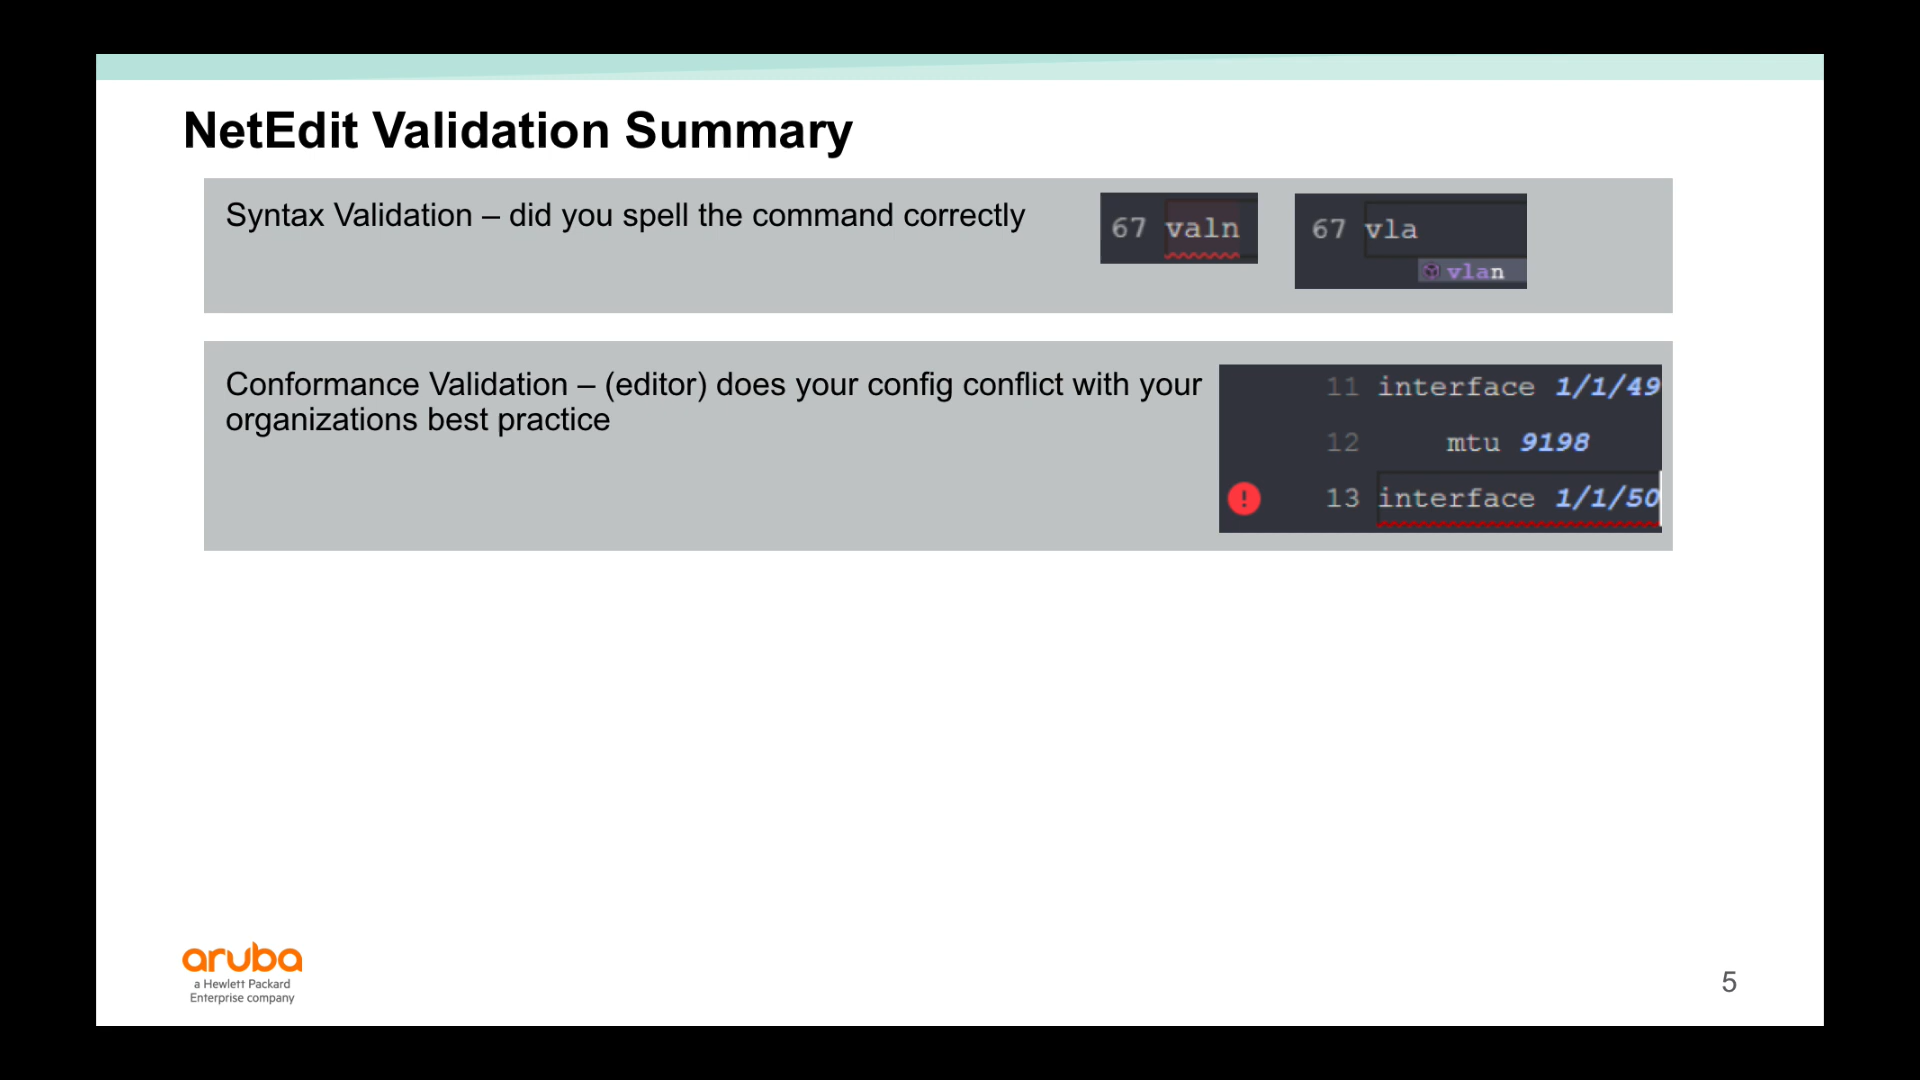 NetEdit Validation Summary
Syntax Validation – did you spell the command correctly
67 valn
67 vla
vlan
Conformance Validation – (editor) does your config conflict with your
organizations best practice
11 interface 1/1/49
12 mtu 9198
! 13 interface 1/1/50
aruba
a Hewlett Packard
Enterprise company
5